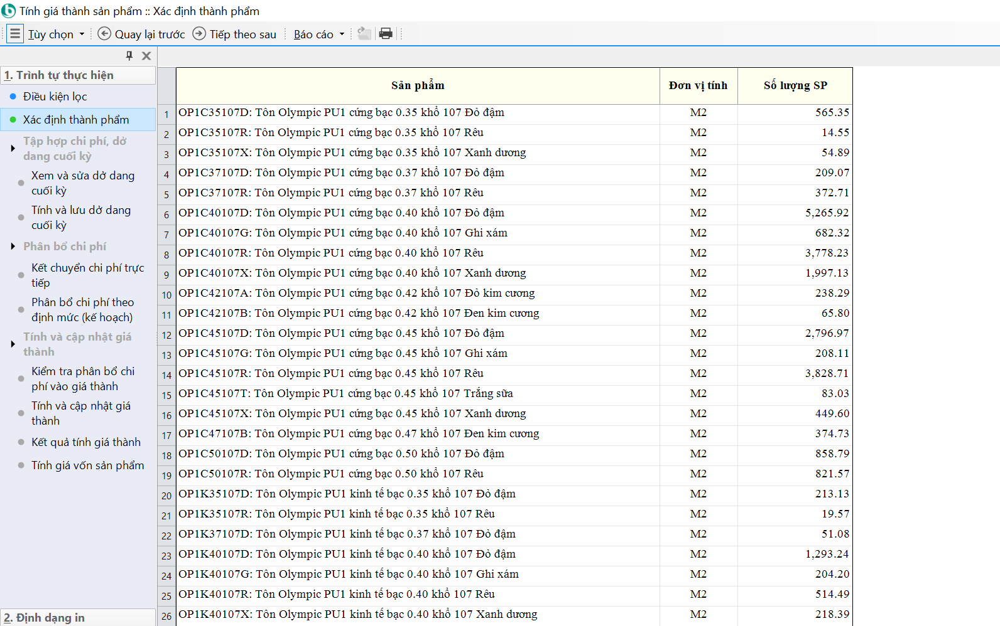 Tính giá thành sản phẩm :: Xác định thành phẩm
Tùy chọn Quay lại trước Tiếp theo sau Báo cáo
1. Trình tự thực hiện
Điều kiện lọc
Xác định thành phẩm
Tập hợp chi phí, dở
dang cuối kỳ
Xem và sửa dở dang
cuối kỳ
Tính và lưu dở dang
cuối kỳ
Phân bổ chi phí
Kết chuyển chi phí trực
tiếp
Phân bổ chi phí theo
định mức (kế hoạch)
Tính và cập nhật giá
thành
Kiểm tra phân bổ chi
phí vào giá thành
Tính và cập nhật giá
thành
Kết quả tính giá thành
Tính giá vốn sản phẩm
2. Định dạng in
Sản phẩm Đơn vị tính Số lượng SP
1 OP1C35107D: Tôn Olympic PU1 cứng bạc 0.35 khổ 107 Đỏ đậm M2 565.35
2 OP1C35107R: Tôn Olympic PU1 cứng bạc 0.35 khổ 107 Rêu M2 14.55
3 OP1C35107X: Tôn Olympic PU1 cứng bạc 0.35 khổ 107 Xanh dương M2 54.89
4 OP1C37107D: Tôn Olympic PU1 cứng bạc 0.37 khổ 107 Đỏ đậm M2 209.07
5 OP1C37107R: Tôn Olympic PU1 cứng bạc 0.37 khổ 107 Rêu M2 372.71
6 OP1C40107D: Tôn Olympic PU1 cứng bạc 0.40 khổ 107 Đỏ đậm M2 5,265.92
7 OP1C40107G: Tôn Olympic PU1 cứng bạc 0.40 khổ 107 Ghi xám M2 682.32
8 OP1C40107R: Tôn Olympic PU1 cứng bạc 0.40 khổ 107 Rêu M2 3,778.23
9 OP1C40107X: Tôn Olympic PU1 cứng bạc 0.40 khổ 107 Xanh dương M2 1,997.13
10 OP1C42107A: Tôn Olympic PU1 cứng bạc 0.42 khổ 107 Đỏ kim cương M2 238.29
11 OP1C42107B: Tôn Olympic PU1 cứng bạc 0.42 khổ 107 Đen kim cương M2 65.80
12 OP1C45107D: Tôn Olympic PU1 cứng bạc 0.45 khổ 107 Đỏ đậm M2 2,796.97
13 OP1C45107G: Tôn Olympic PU1 cứng bạc 0.45 khổ 107 Ghi xám M2 208.11
14 OP1C45107R: Tôn Olympic PU1 cứng bạc 0.45 khổ 107 Rêu M2 3,828.71
15 OP1C45107T: Tôn Olympic PU1 cứng bạc 0.45 khổ 107 Trắng sữa M2 83.03
16 OP1C45107X: Tôn Olympic PU1 cứng bạc 0.45 khổ 107 Xanh dương M2 449.60
17 OP1C47107B: Tôn Olympic PU1 cứng bạc 0.47 khổ 107 Đen kim cương M2 374.73
18 OP1C50107D: Tôn Olympic PU1 cứng bạc 0.50 khổ 107 Đỏ đậm M2 858.79
19 OP1C50107R: Tôn Olympic PU1 cứng bạc 0.50 khổ 107 Rêu M2 821.57
20 OP1K35107D: Tôn Olympic PU1 kinh tế bạc 0.35 khổ 107 Đỏ đậm M2 213.13
21 OP1K35107R: Tôn Olympic PU1 kinh tế bạc 0.35 khổ 107 Rêu M2 19.57
22 OP1K37107D: Tôn Olympic PU1 kinh tế bạc 0.37 khổ 107 Đỏ đậm M2 51.08
23 OP1K40107D: Tôn Olympic PU1 kinh tế bạc 0.40 khổ 107 Đỏ đậm M2 1,293.24
24 OP1K40107G: Tôn Olympic PU1 kinh tế bạc 0.40 khổ 107 Ghi xám M2 204.20
25 OP1K40107R: Tôn Olympic PU1 kinh tế bạc 0.40 khổ 107 Rêu M2 514.49
26 OP1K40107X: Tôn Olympic PU1 kinh tế bạc 0.40 khổ 107 Xanh dương M2 218.39